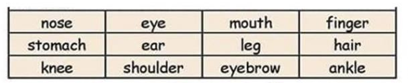 nose eye mouth finger
stomach ear leg hair
knee shoulder eyebrow ankle